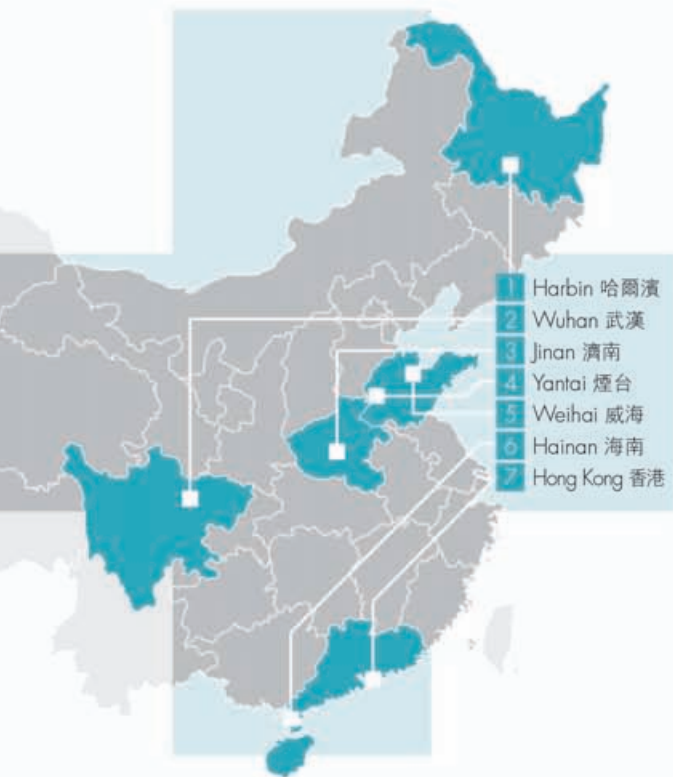 1 Harbin 哈爾濱
2 Wuhan 武漢
3 Jinan 濟南
4 Yantai 煙台
5 Weihai 威海
6 Hainan 海南
7 Hong Kong 香港